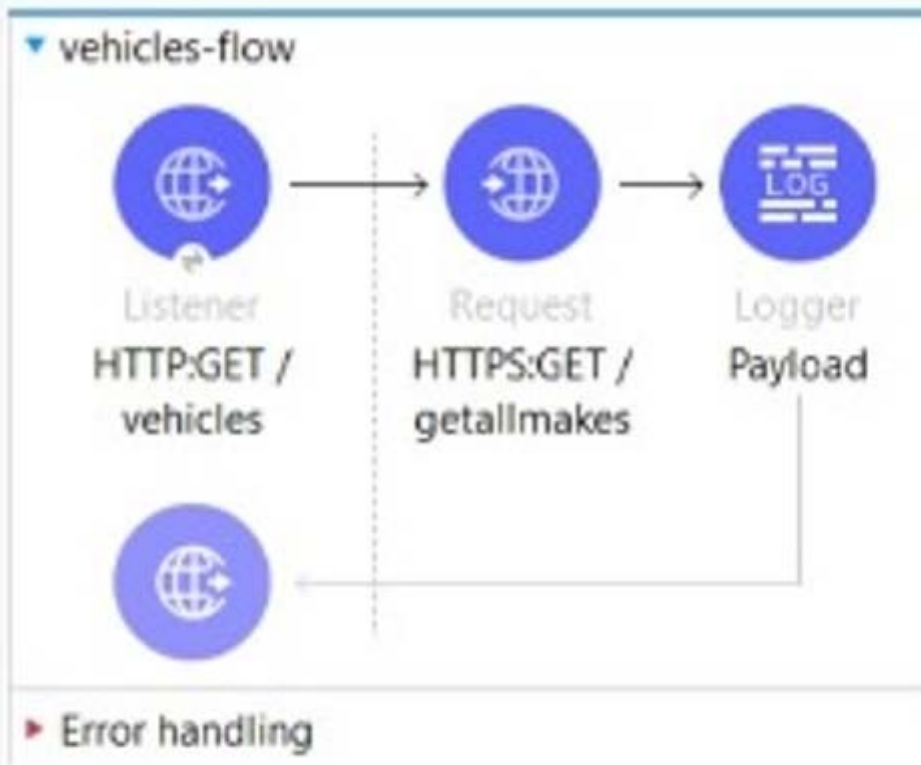 vehicles-flow
LOG
Listener
Request
Logger
HTTP:GET /
vehicles
HTTPS:GET /
getallmakes
Payload
Error handling